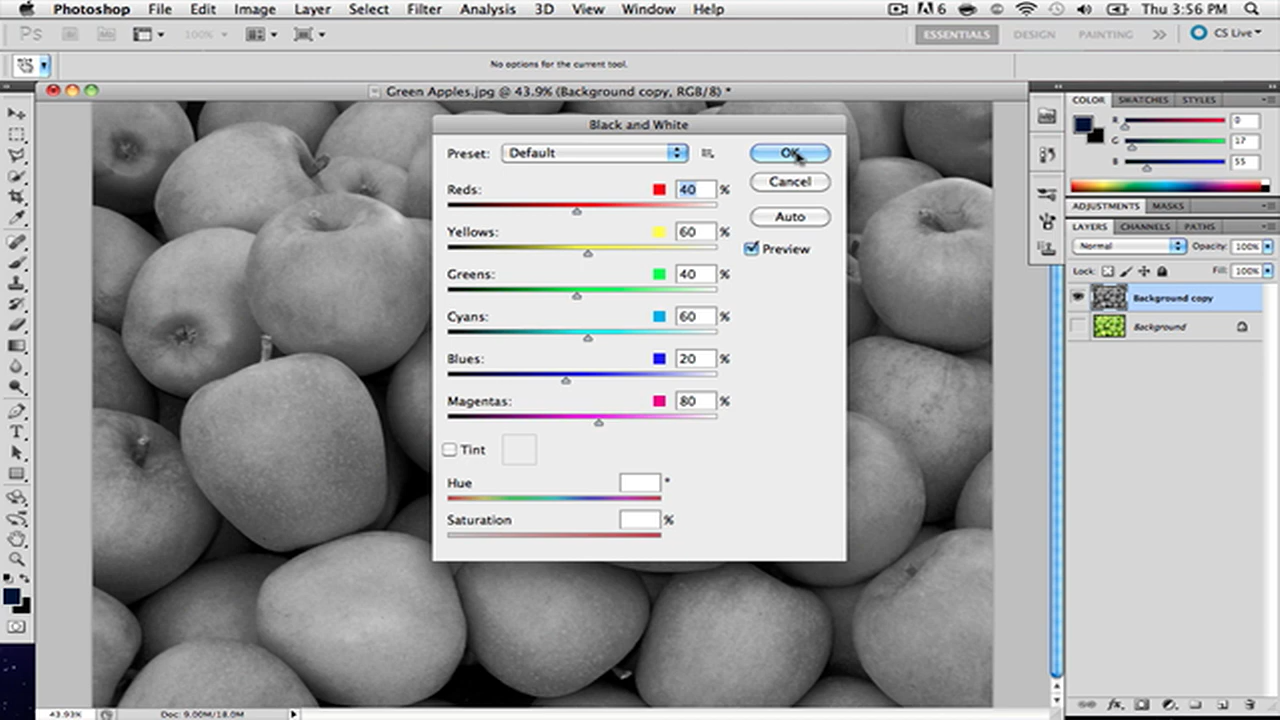 Photoshop File Edit Image Layer Select Filter Analysis 3D View Window Help 6 Thu 3:56 PM
Ps Br Mb 100% ESSENTIALS DESIGN PAINTING >> CS Live
No options for the current tool.
Green Apples.jpg @ 43.9% (Background copy, RGB/8) *
Black and White
Preset: Default OK
Reds: 40 %
Cancel
Auto
Yellows: 60 %
Preview
Greens: 40 %
Cyans: 60 %
Blues: 20 %
Magentas: 80 %
Tint
Hue °
Saturation %
COLOR SWATCHES STYLES
R 0
G 17
B 55
ADJUSTMENTS MASKS
LAYERS CHANNELS PATHS
Normal Opacity: 100%
Lock: Fill: 100%
Background copy
Background
43.93% Doc: 9.00M/18.0M